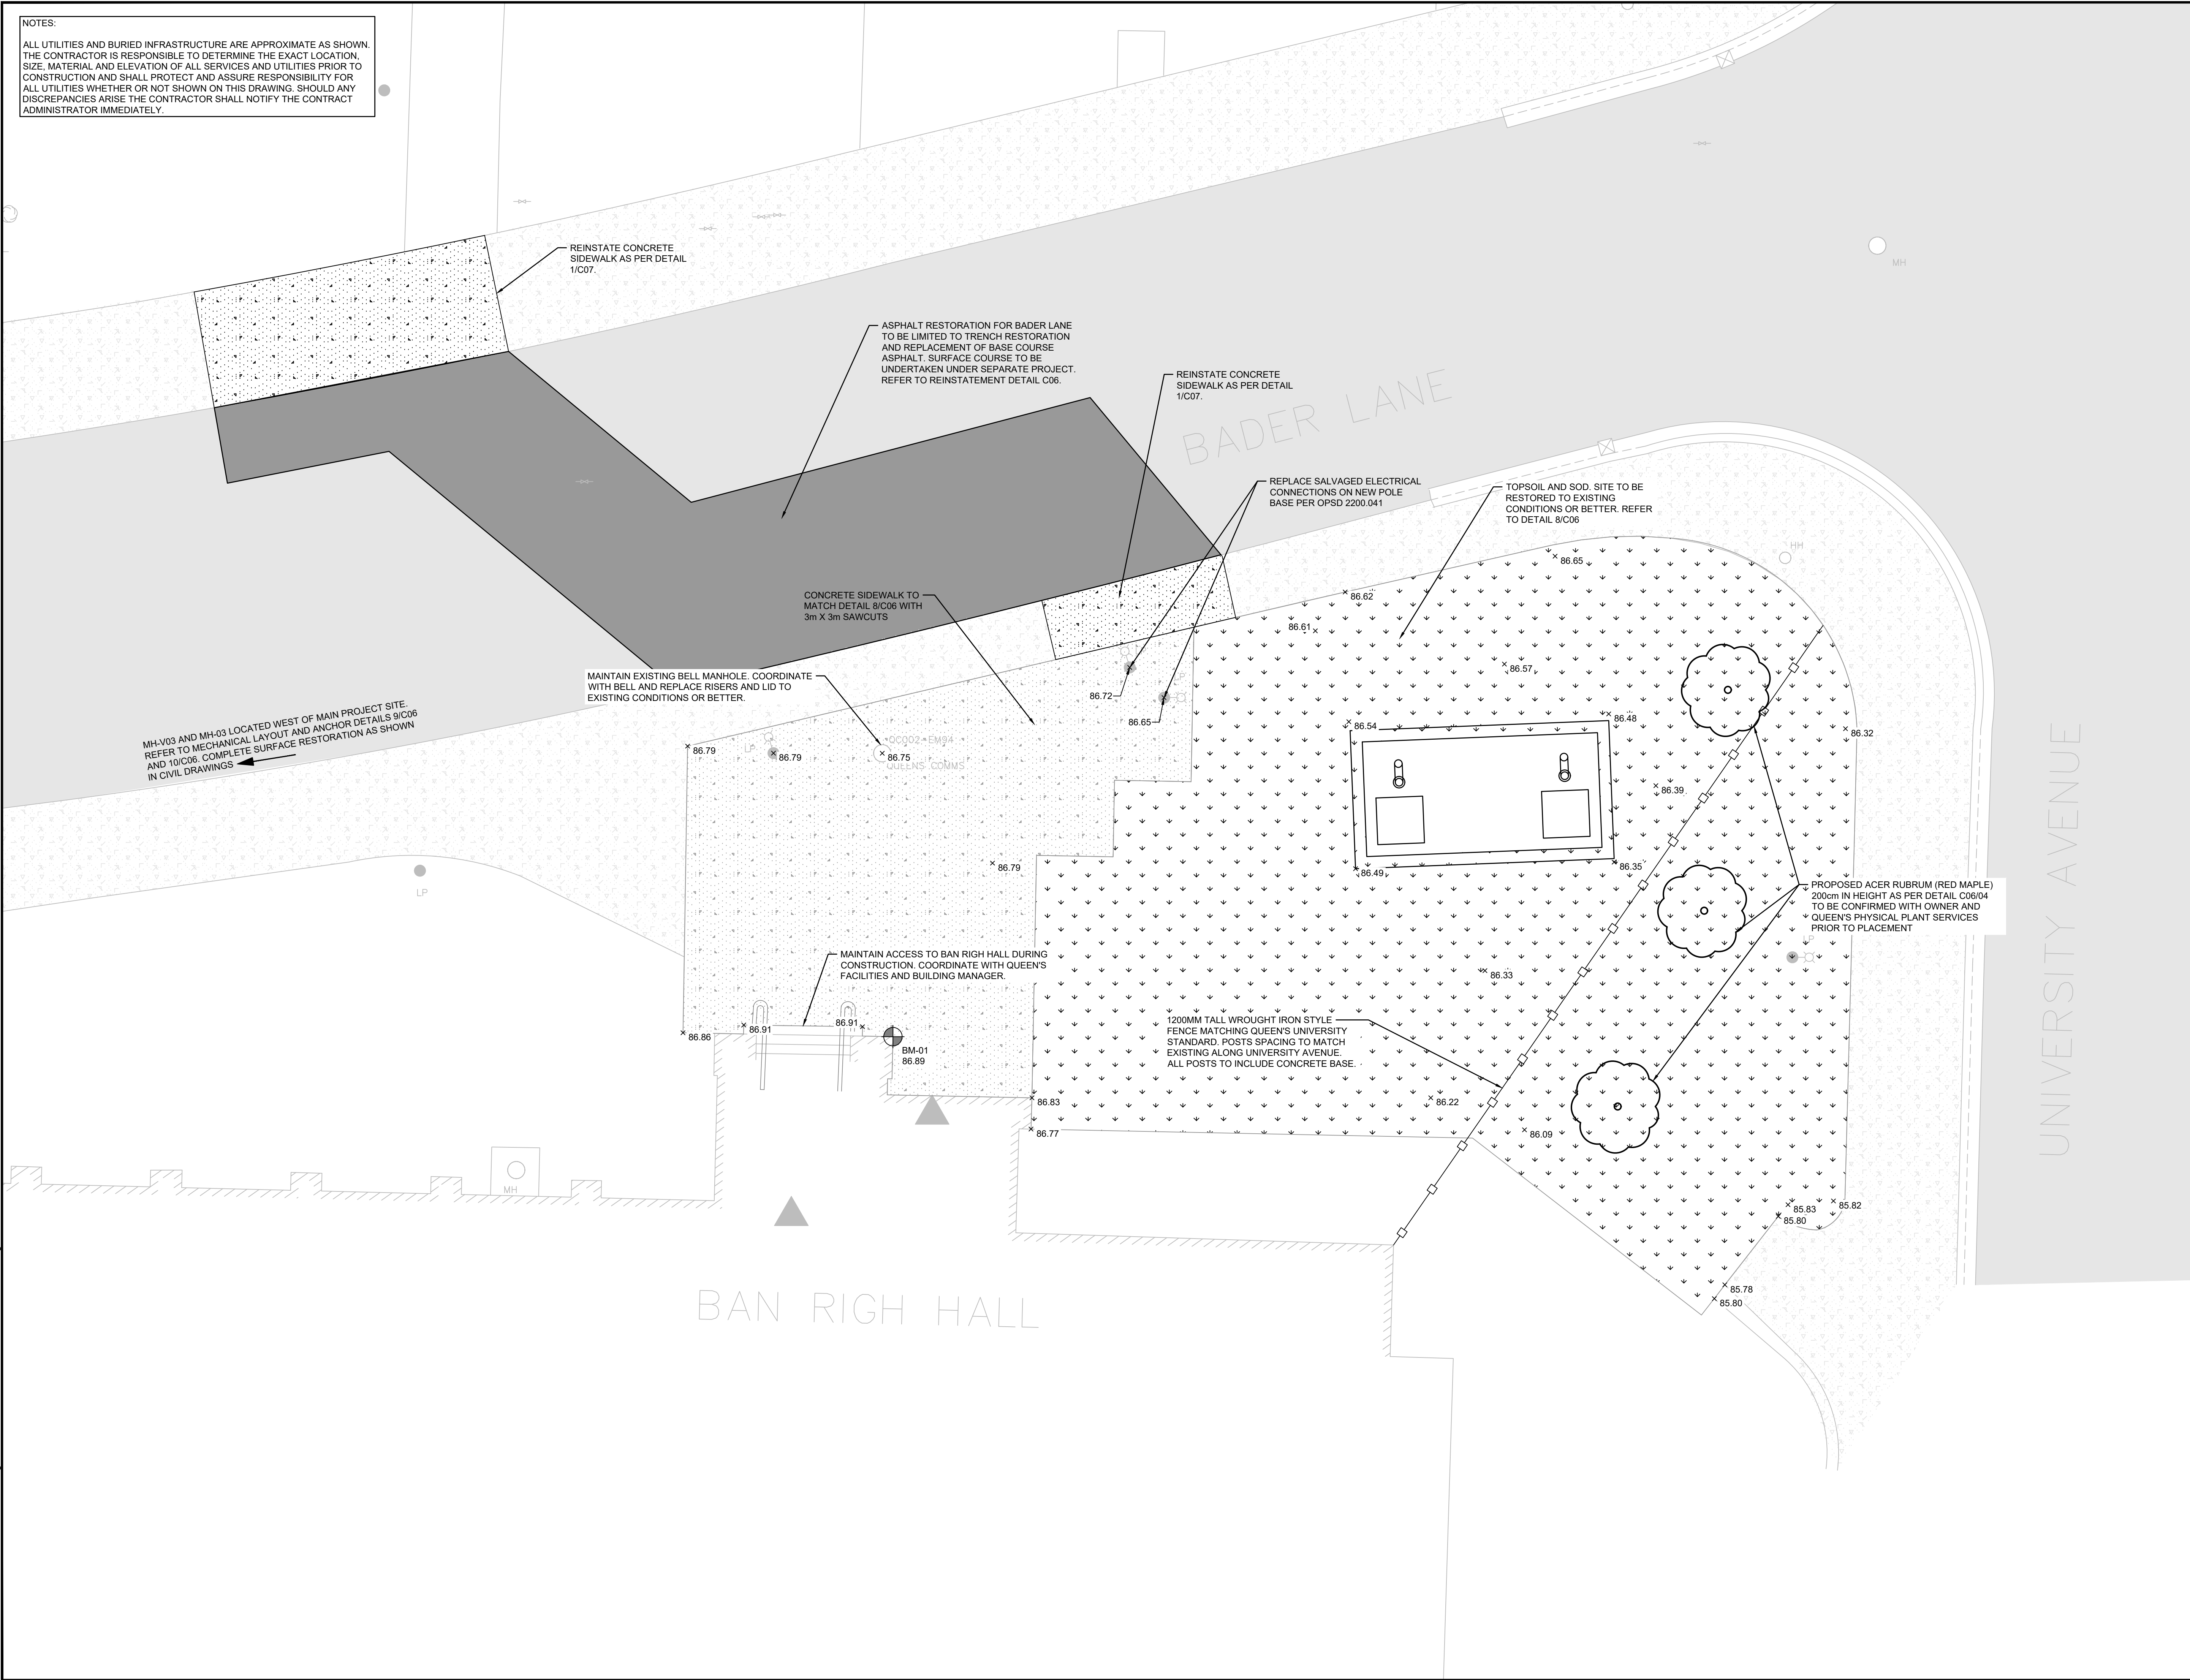 NOTES:
ALL UTILITIES AND BURIED INFRASTRUCTURE ARE APPROXIMATE AS SHOWN.
THE CONTRACTOR IS RESPONSIBLE TO DETERMINE THE EXACT LOCATION,
SIZE, MATERIAL AND ELEVATION OF ALL SERVICES AND UTILITIES PRIOR TO
CONSTRUCTION AND SHALL PROTECT AND ASSURE RESPONSIBILITY FOR
ALL UTILITIES WHETHER OR NOT SHOWN ON THIS DRAWING. SHOULD ANY
DISCREPANCIES ARISE THE CONTRACTOR SHALL NOTIFY THE CONTRACT
ADMINISTRATOR IMMEDIATELY.
MH
REINSTATE CONCRETE
SIDEWALK AS PER DETAIL
1/C07.
ASPHALT RESTORATION FOR BADER LANE
TO BE LIMITED TO TRENCH RESTORATION
AND REPLACEMENT OF BASE COURSE
ASPHALT. SURFACE COURSE TO BE
UNDERTAKEN UNDER SEPARATE PROJECT.
REFER TO REINSTATEMENT DETAIL C06.
REINSTATE CONCRETE
SIDEWALK AS PER DETAIL
1/C07.
BADER LANE
REPLACE SALVAGED ELECTRICAL
CONNECTIONS ON NEW POLE
BASE PER OPSD 2200.041
TOPSOIL AND SOD. SITE TO BE
RESTORED TO EXISTING
CONDITIONS OR BETTER. REFER
TO DETAIL 8/C06
HH
86.65
86.62
86.61
86.57
CONCRETE SIDEWALK TO
MATCH DETAIL 8/C06 WITH
3m X 3m SAWCUTS
MAINTAIN EXISTING BELL MANHOLE. COORDINATE
WITH BELL AND REPLACE RISERS AND LID TO
EXISTING CONDITIONS OR BETTER.
86.72
LP
86.65
86.54
86.48
86.32
MH-V03 AND MH-03 LOCATED WEST OF MAIN PROJECT SITE.
REFER TO MECHANICAL LAYOUT AND ANCHOR DETAILS 9/C06
AND 10/C06. COMPLETE SURFACE RESTORATION AS SHOWN
IN CIVIL DRAWINGS
86.79
LP
86.79
QC002-EM94
86.75
QUEENS COMMS
86.39
UNIVERSITY AVENUE
86.79
86.49
86.35
LP
PROPOSED ACER RUBRUM (RED MAPLE)
200cm IN HEIGHT AS PER DETAIL C06/04
TO BE CONFIRMED WITH OWNER AND
QUEEN'S PHYSICAL PLANT SERVICES
PRIOR TO PLACEMENT
LP
MAINTAIN ACCESS TO BAN RIGH HALL DURING
CONSTRUCTION. COORDINATE WITH QUEEN'S
FACILITIES AND BUILDING MANAGER.
86.33
86.86
86.91
86.91
BM-01
86.89
1200MM TALL WROUGHT IRON STYLE
FENCE MATCHING QUEEN'S UNIVERSITY
STANDARD. POSTS SPACING TO MATCH
EXISTING ALONG UNIVERSITY AVENUE.
ALL POSTS TO INCLUDE CONCRETE BASE.
86.83
86.22
86.77
86.09
MH
85.83
85.82
85.80
85.78
85.80
BAN RIGH HALL